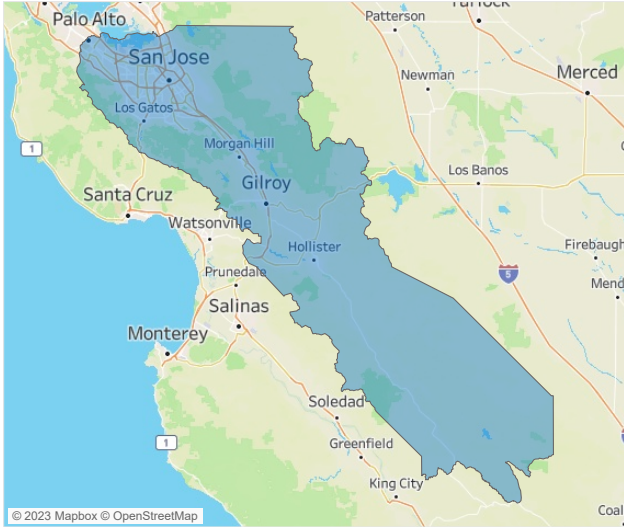 Patterson
Palo Alto
San Jose
Newman
Merced
Los Gatos
1
Morgan Hill
Los Banos
Gilroy
Santa Cruz
Watsonville
Hollister
Firebaugh
5
Prunedale
Mend
Salinas
Monterey
Soledad
1
Greenfield
King City
Coal
© 2023 Mapbox © OpenStreetMap